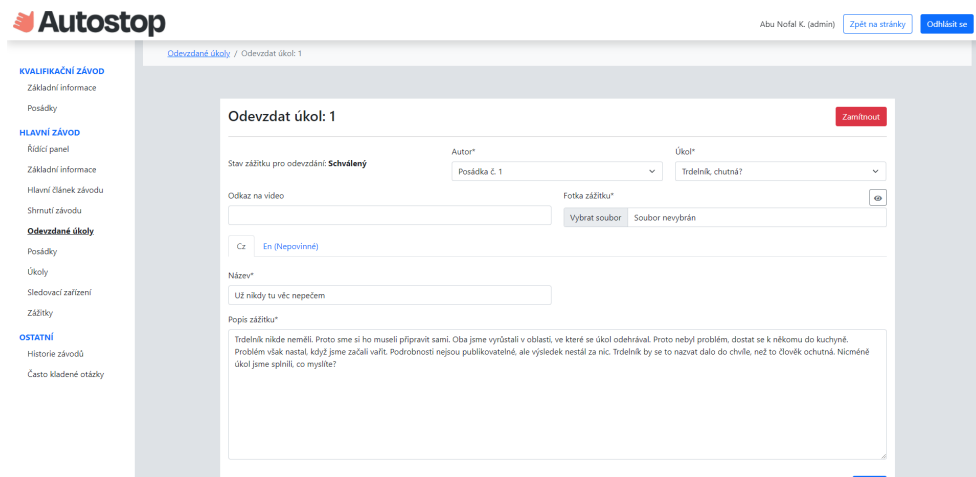 Autostop
Abu Nofal K. (admin)
Zpět na stránky
Odhlásit se
Odevzdané úkoly / Odevzdat úkol: 1
KVALIFIKAČNÍ ZÁVOD
Základní informace
Posádky
HLAVNÍ ZÁVOD
Řídící panel
Základní informace
Hlavní článek závodu
Shrnutí závodu
Odevzdané úkoly
Posádky
Úkoly
Sledovací zařízení
Zážitky
OSTATNÍ
Historie závodů
Často kladené otázky
Odevzdat úkol: 1
Zamítnout
Stav zážitku pro odevzdání: Schválený
Autor*
Posádka č. 1
Úkol*
Trdelník, chutná?
Odkaz na video
Fotka zážitku*
Vybrat soubor Soubor nevybrán
Cz En (Nepovinné)
Název*
Už nikdy tu věc nepečem
Popis zážitku*
Trdelník nikde neměli. Proto sme si ho museli připravit sami. Oba jsme vyrůstali v oblasti, ve které se úkol odehrával. Proto nebyl problém, dostat se k někomu do kuchyně.
Problém však nastal, když jsme začali vařit. Podrobnosti nejsou publikovatelné, ale výsledek nestál za nic. Trdelník by se to nazvat dalo do chvíle, než to člověk ochutná. Nicméně
úkol jsme splnili, co myslíte?